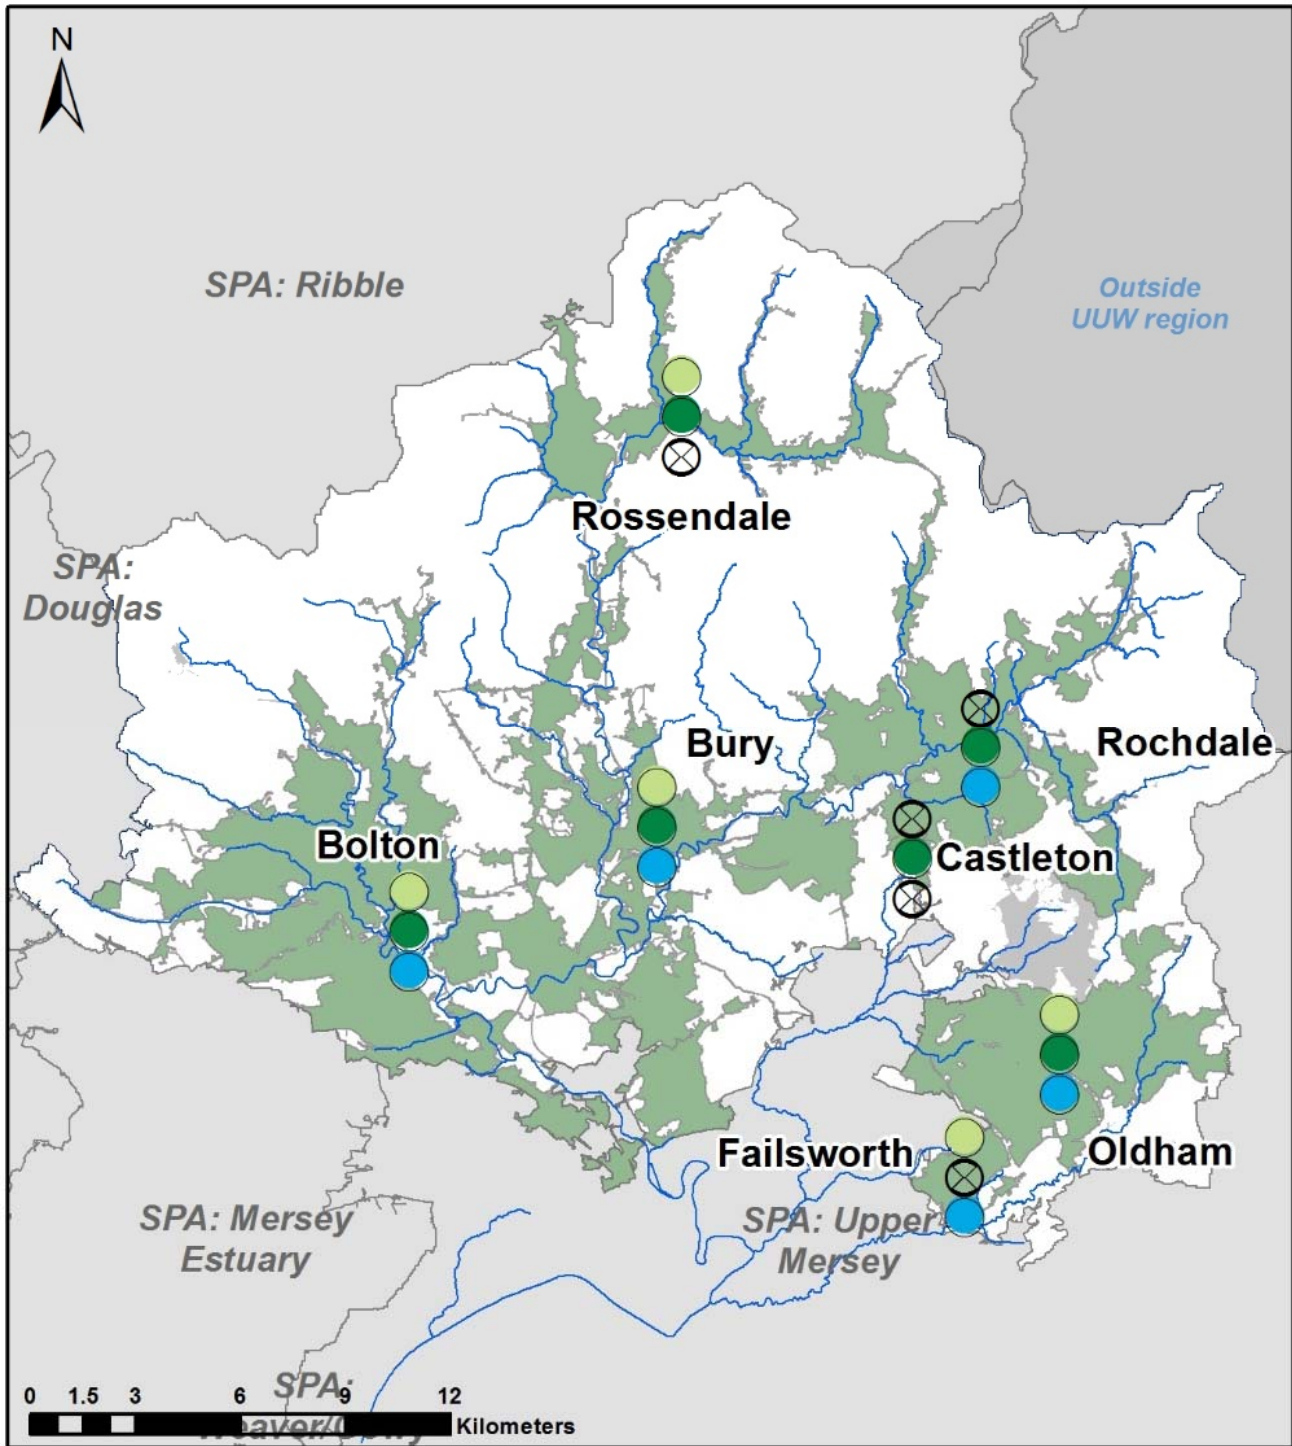 N
SPA: Ribble
Outside
UUW region
Rossendale
SPA:
Douglas
Bury
Rochdale
Bolton
Castleton
Failsworth
Oldham
SPA: Mersey
Estuary
SPA: Upper
Mersey
SPA:
0 1.5 3 6 9 12
Kilometers